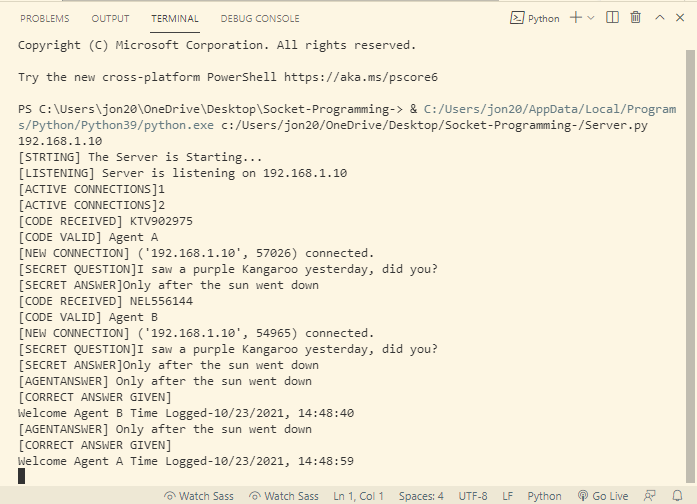 PROBLEMS OUTPUT TERMINAL DEBUG CONSOLE Python
Copyright (C) Microsoft Corporation. All rights reserved.
Try the new cross-platform PowerShell https://aka.ms/pscore6
PS C:\Users\jon20\OneDrive\Desktop\Socket-Programming-> & C:/Users/jon20/AppData/Local/Program
s/Python/Python39/python.exe c:/Users/jon20/OneDrive/Desktop/Socket-Programming-/Server.py
192.168.1.10
[STRTING] The Server is Starting...
[LISTENING] Server is listening on 192.168.1.10
[ACTIVE CONNECTIONS]1
[ACTIVE CONNECTIONS]2
[CODE RECEIVED] KTV902975
[CODE VALID] Agent A
[NEW CONNECTION] ('192.168.1.10', 57026) connected.
[SECRET QUESTION]I saw a purple Kangaroo yesterday, did you?
[SECRET ANSWER]Only after the sun went down
[CODE RECEIVED] NEL556144
[CODE VALID] Agent B
[NEW CONNECTION] ('192.168.1.10', 54965) connected.
[SECRET QUESTION]I saw a purple Kangaroo yesterday, did you?
[SECRET ANSWER]Only after the sun went down
[AGENTANSWER] Only after the sun went down
[CORRECT ANSWER GIVEN]
Welcome Agent B Time Logged-10/23/2021, 14:48:40
[AGENTANSWER] Only after the sun went down
[CORRECT ANSWER GIVEN]
Welcome Agent A Time Logged-10/23/2021, 14:48:59
Watch Sass Watch Sass Ln 1, Col 1 Spaces: 4 UTF-8 LF Python Go Live